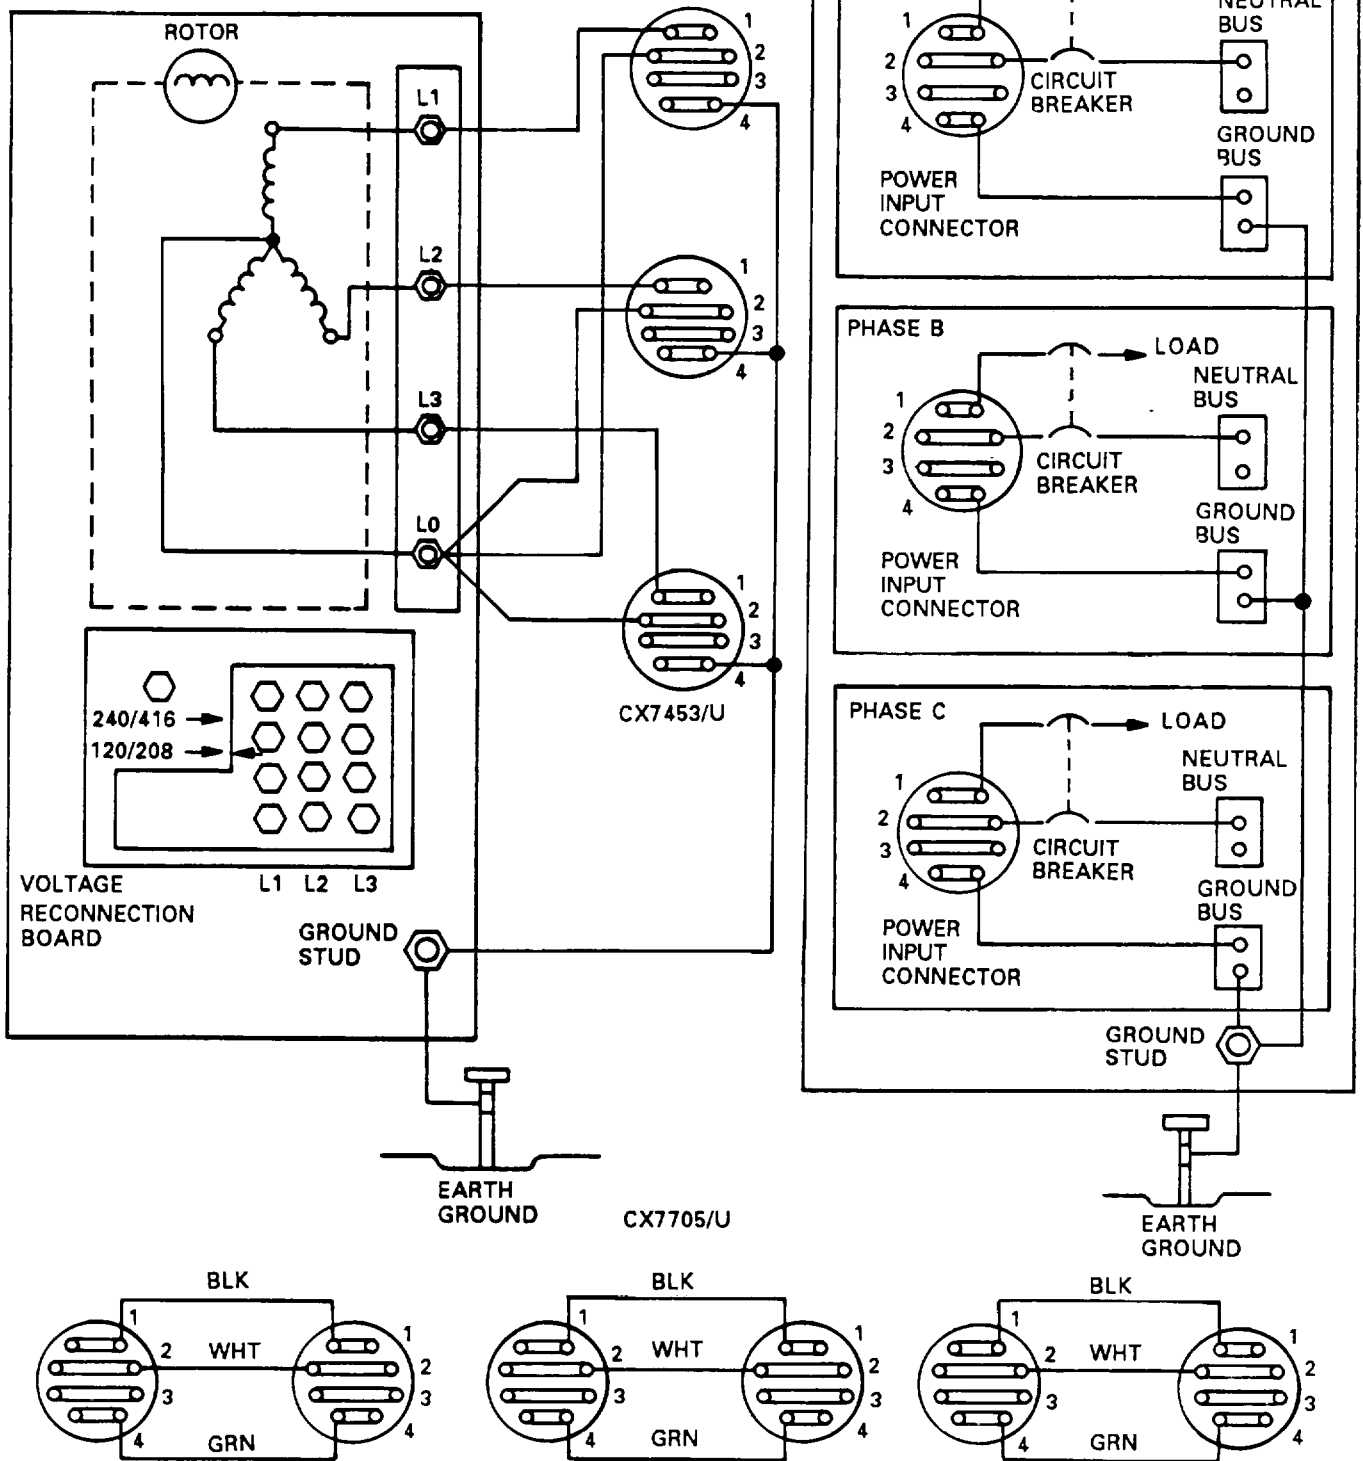 ROTOR
L1
L2
L3
L0
1
2
3
4
1
2
3
4
1
2
3
4
CX7453/U
240/416
120/208
L1 L2 L3
VOLTAGE
RECONNECTION
BOARD
GROUND
STUD
EARTH
GROUND
CX7705/U
NEUTRAL
BUS
1
2
3
4
CIRCUIT
BREAKER
GROUND
BUS
POWER
INPUT
CONNECTOR
PHASE B
LOAD
NEUTRAL
BUS
1
2
3
4
CIRCUIT
BREAKER
GROUND
BUS
POWER
INPUT
CONNECTOR
PHASE C
LOAD
NEUTRAL
BUS
1
2
3
4
CIRCUIT
BREAKER
GROUND
BUS
POWER
INPUT
CONNECTOR
GROUND
STUD
EARTH
GROUND
BLK
1
2
3
4
WHT
1
2
3
4
GRN
BLK
1
2
3
4
WHT
1
2
3
4
GRN
BLK
1
2
3
4
WHT
1
2
3
4
GRN